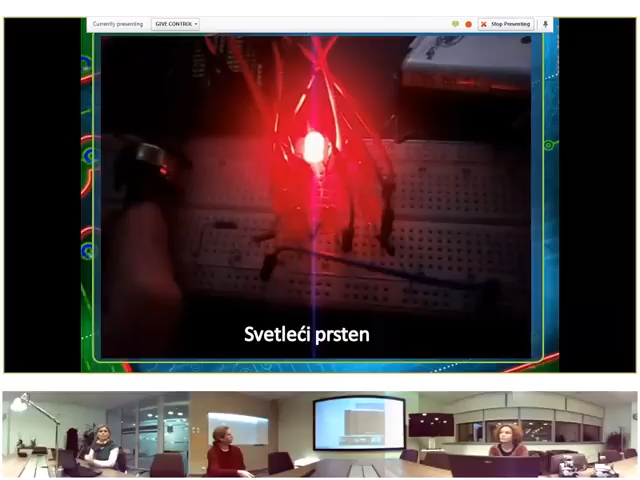 Currently presenting
GIVE CONTROL
Stop Presenting
Svetleći prsten